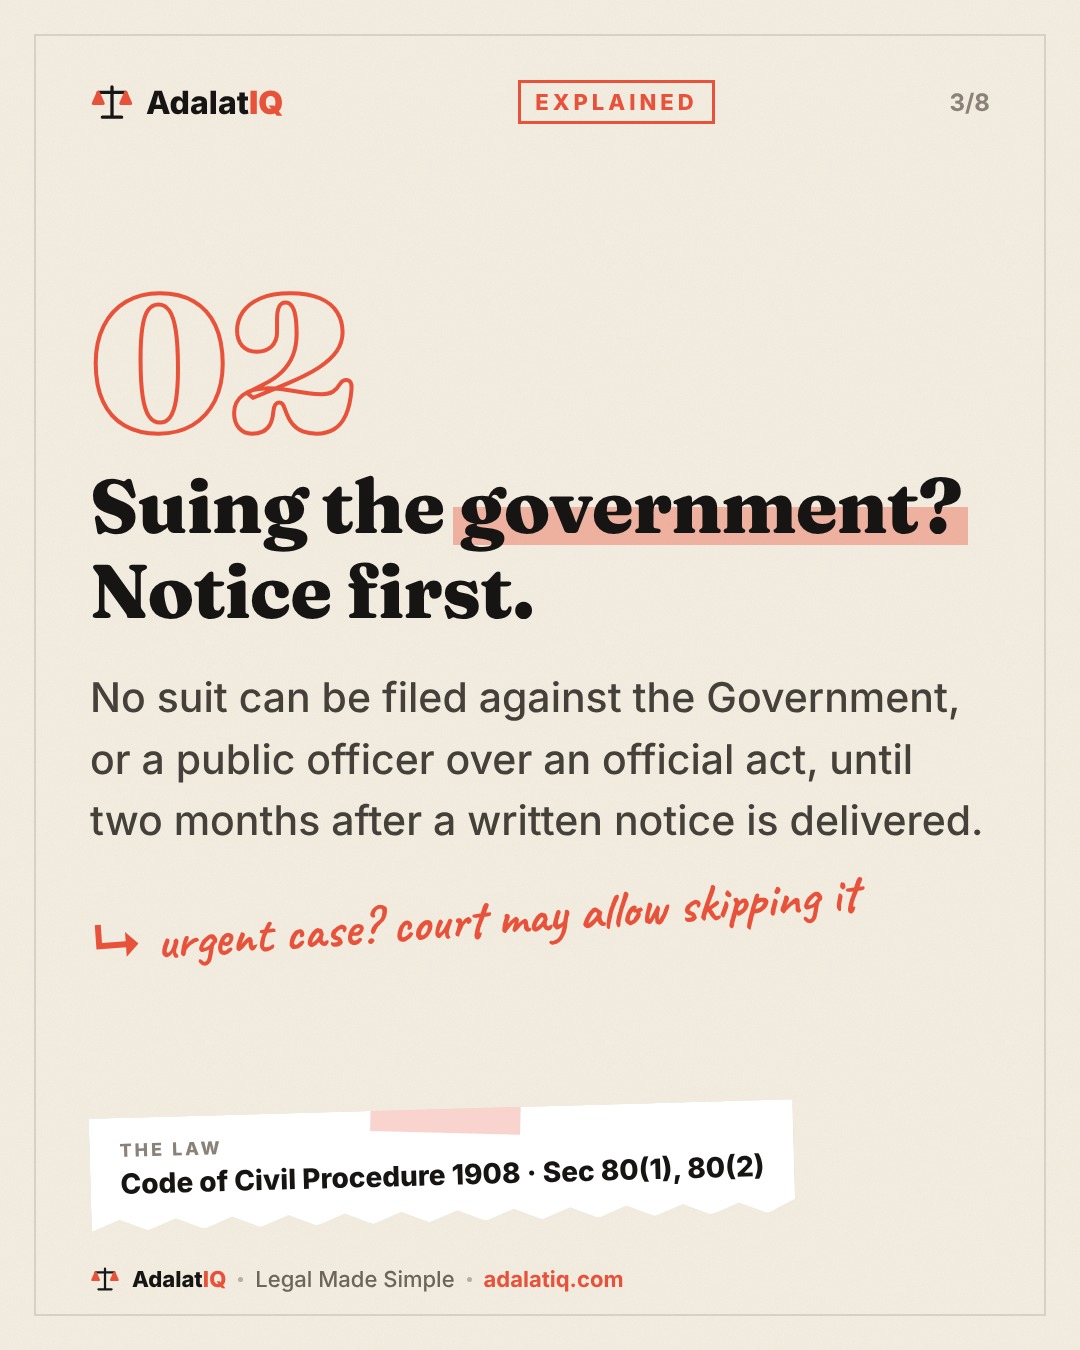 AdalatIQ
EXPLAINED
3/8
02
Suing the government?
Notice first.
No suit can be filed against the Government,
or a public officer over an official act, until
two months after a written notice is delivered.
↳ urgent case? court may allow skipping it
THE LAW
Code of Civil Procedure 1908 · Sec 80(1), 80(2)
AdalatIQ • Legal Made Simple • adalatiq.com